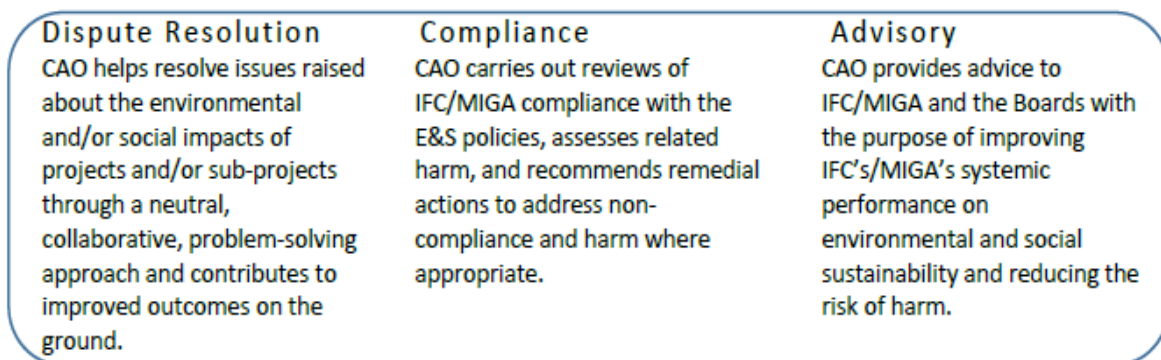 Dispute Resolution
CAO helps resolve issues raised
about the environmental
and/or social impacts of
projects and/or sub-projects
through a neutral,
collaborative, problem-solving
approach and contributes to
improved outcomes on the
ground.
Compliance
CAO carries out reviews of
IFC/MIGA compliance with the
E&S policies, assesses related
harm, and recommends remedial
actions to address non-
compliance and harm where
appropriate.
Advisory
CAO provides advice to
IFC/MIGA and the Boards with
the purpose of improving
IFC's/MIGA's systemic
performance on
environmental and social
sustainability and reducing the
risk of harm.